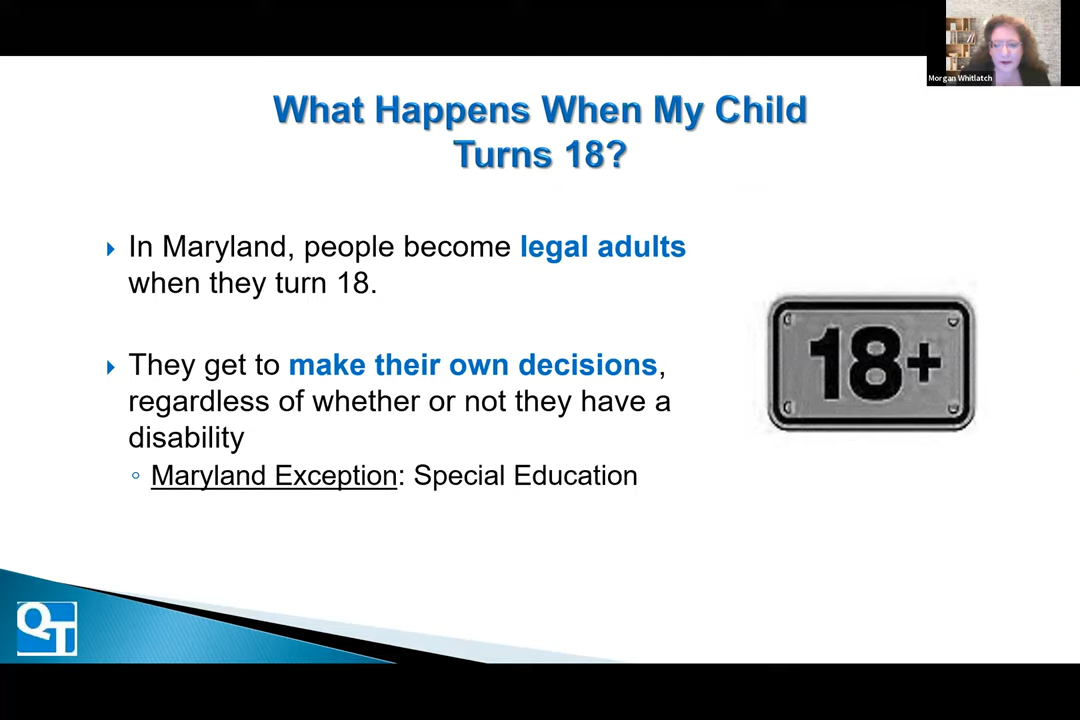 Morgan Whitlatch
What Happens When My Child
Turns 18?
In Maryland, people become legal adults
when they turn 18.
They get to make their own decisions,
regardless of whether or not they have a
disability
Maryland Exception: Special Education
18+
QT